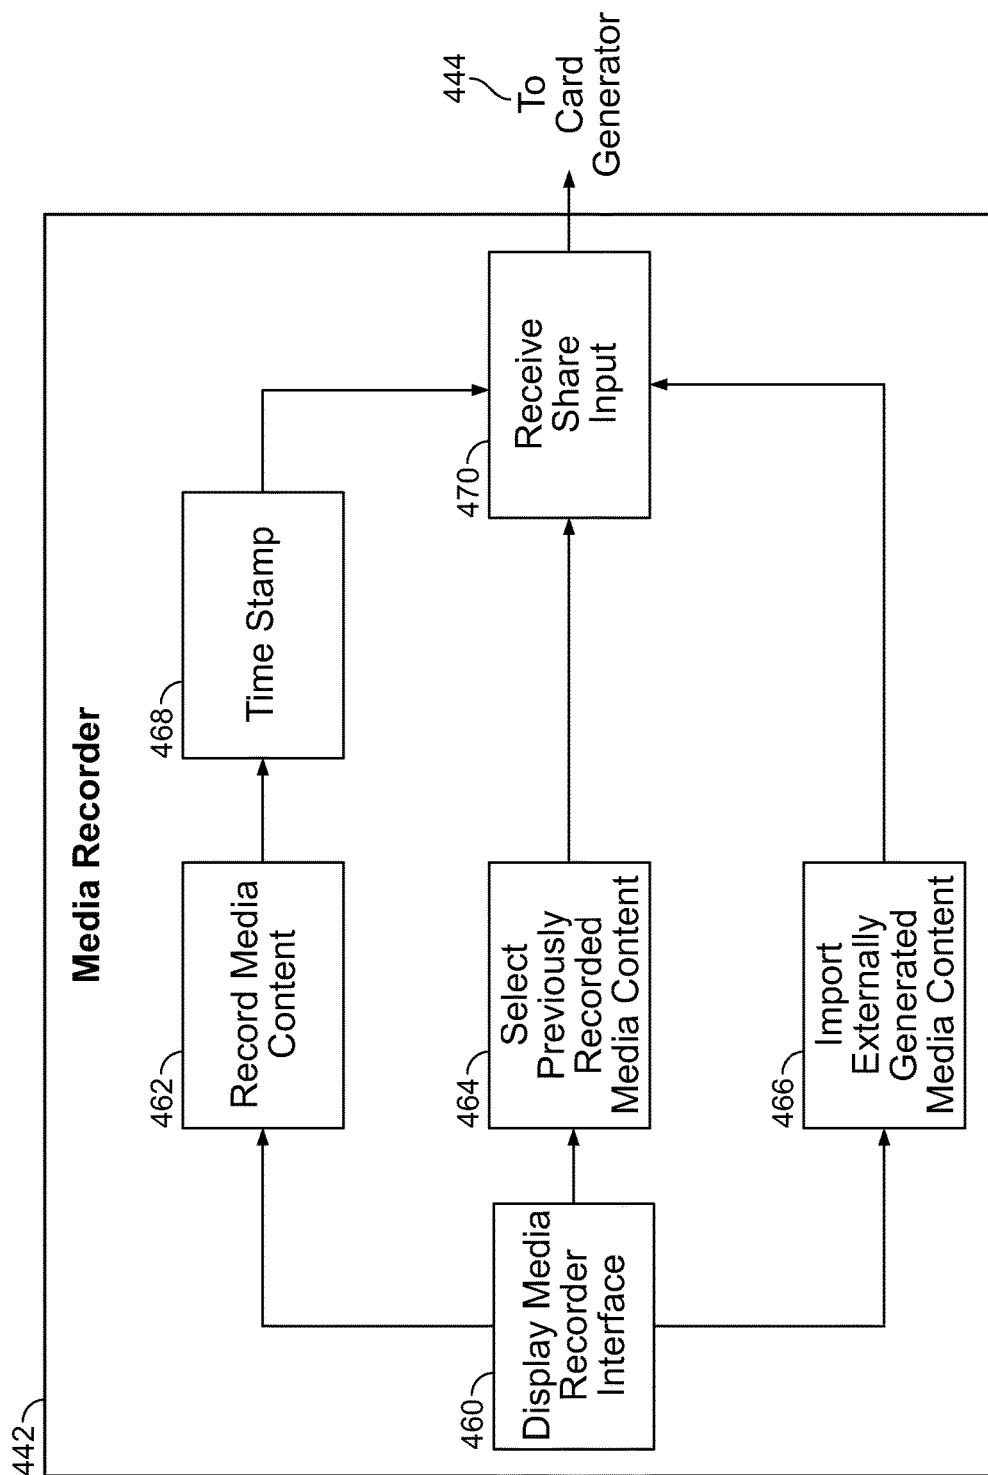 442
Media Recorder
460
Display Media
Recorder
Interface
462
Record Media
Content
468
Time Stamp
464
Select
Previously
Recorded
Media Content
466
Import
Externally
Generated
Media Content
470
Receive
Share
Input
444
To
Card
Generator